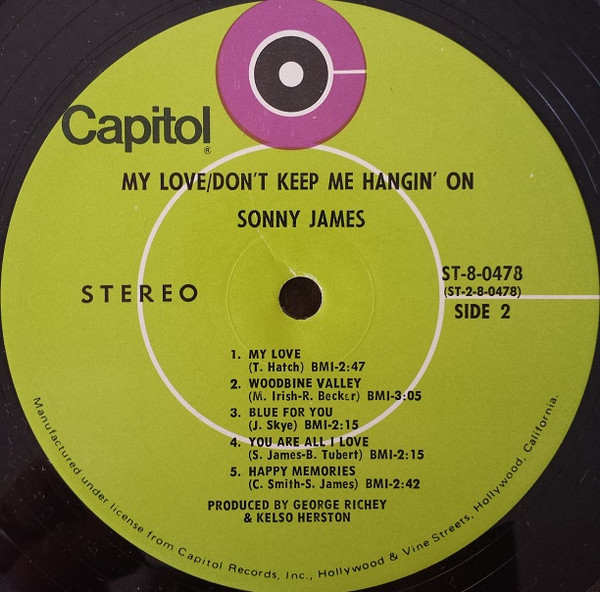 Capitol®
MY LOVE/DON'T KEEP ME HANGIN' ON
SONNY JAMES
STEREO
ST-8-0478
(ST-2-8-0478)
SIDE 2
1. MY LOVE
(T. Hatch) BMI-2:47
2. WOODBINE VALLEY
(M. Irish-R. Becker) BMI-3:05
3. BLUE FOR YOU
(J. Skye) BMI-2:15
4. YOU ARE ALL I LOVE
(S. James-B. Tubert) BMI-2:15
5. HAPPY MEMORIES
(C. Smith-S. James) BMI-2:42
PRODUCED BY GEORGE RICHEY
& KELSO HERSTON
Manufactured under license from Capitol Records, Inc., Hollywood & Vine Streets, Hollywood, California.